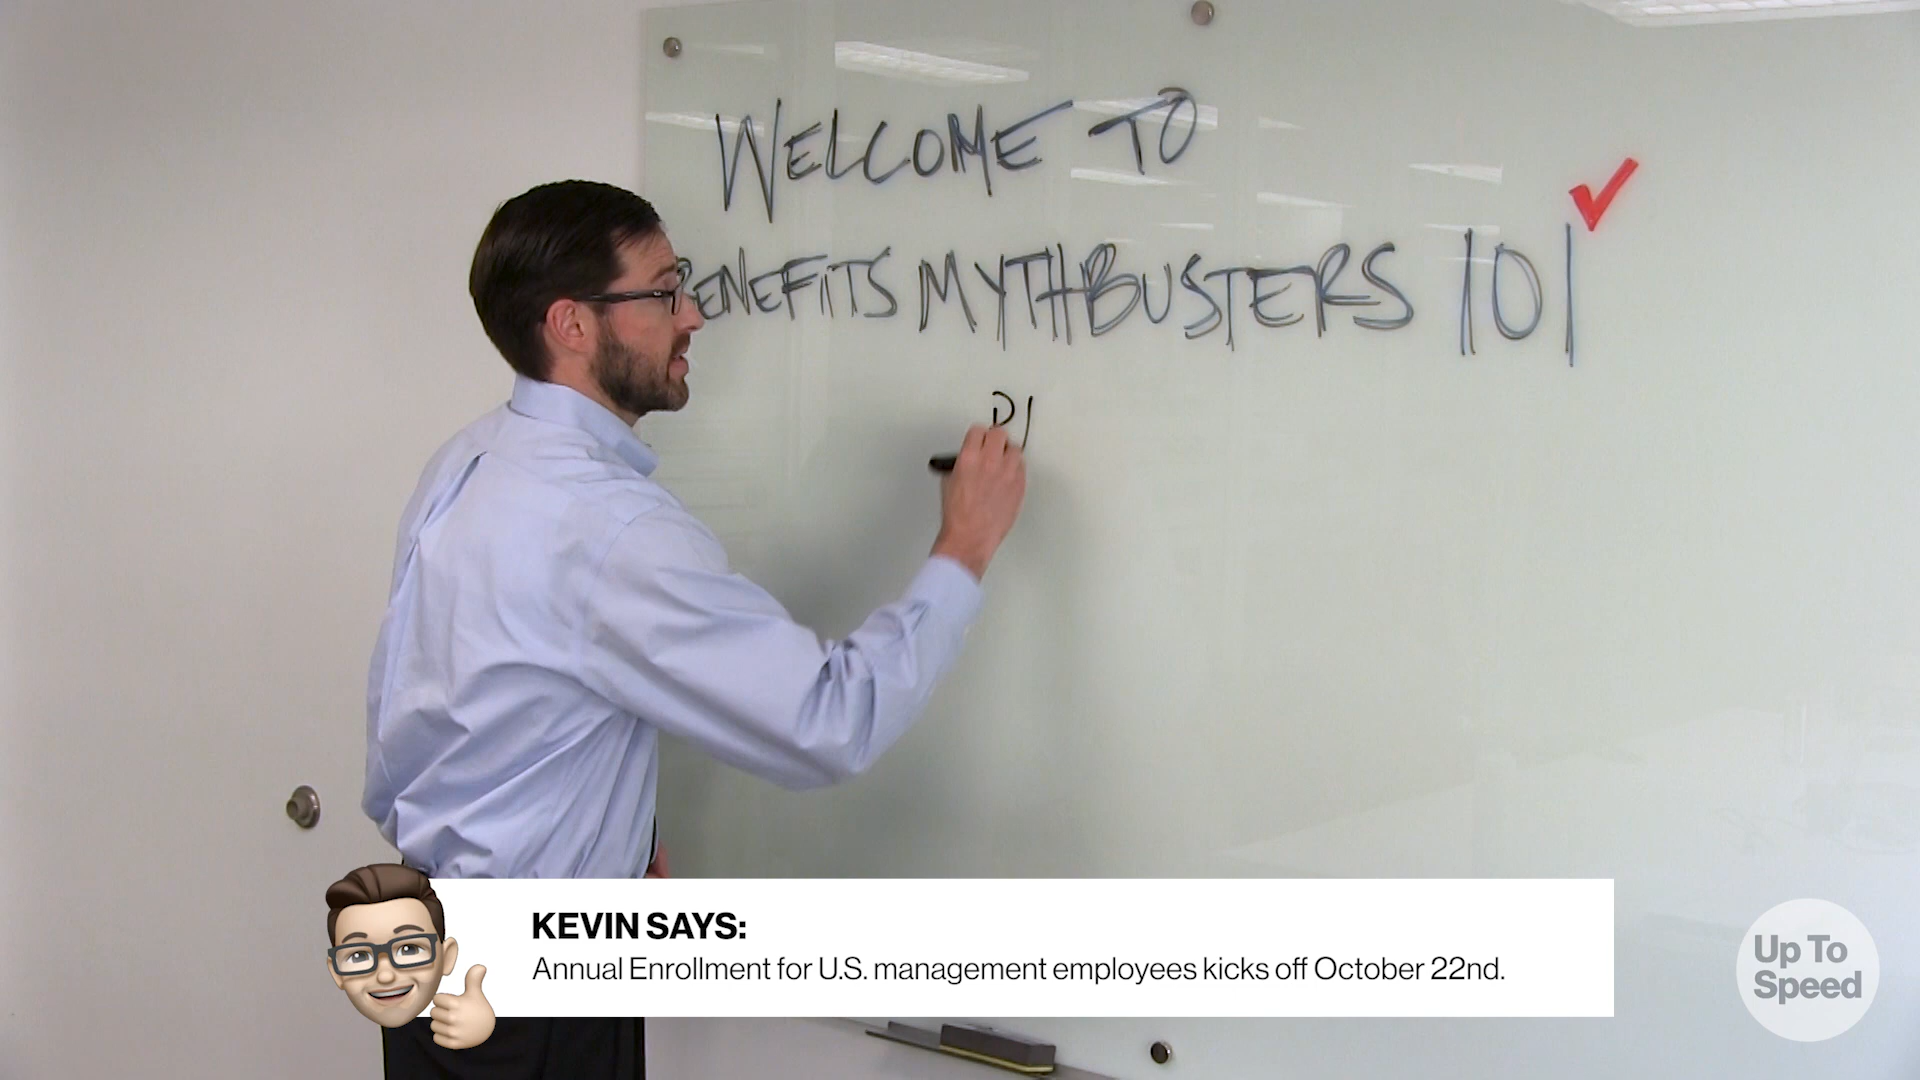 WELCOME TO
BENEFITS MYTHBUSTERS 101
KEVIN SAYS:
Annual Enrollment for U.S. management employees kicks off October 22nd.
Up To
Speed